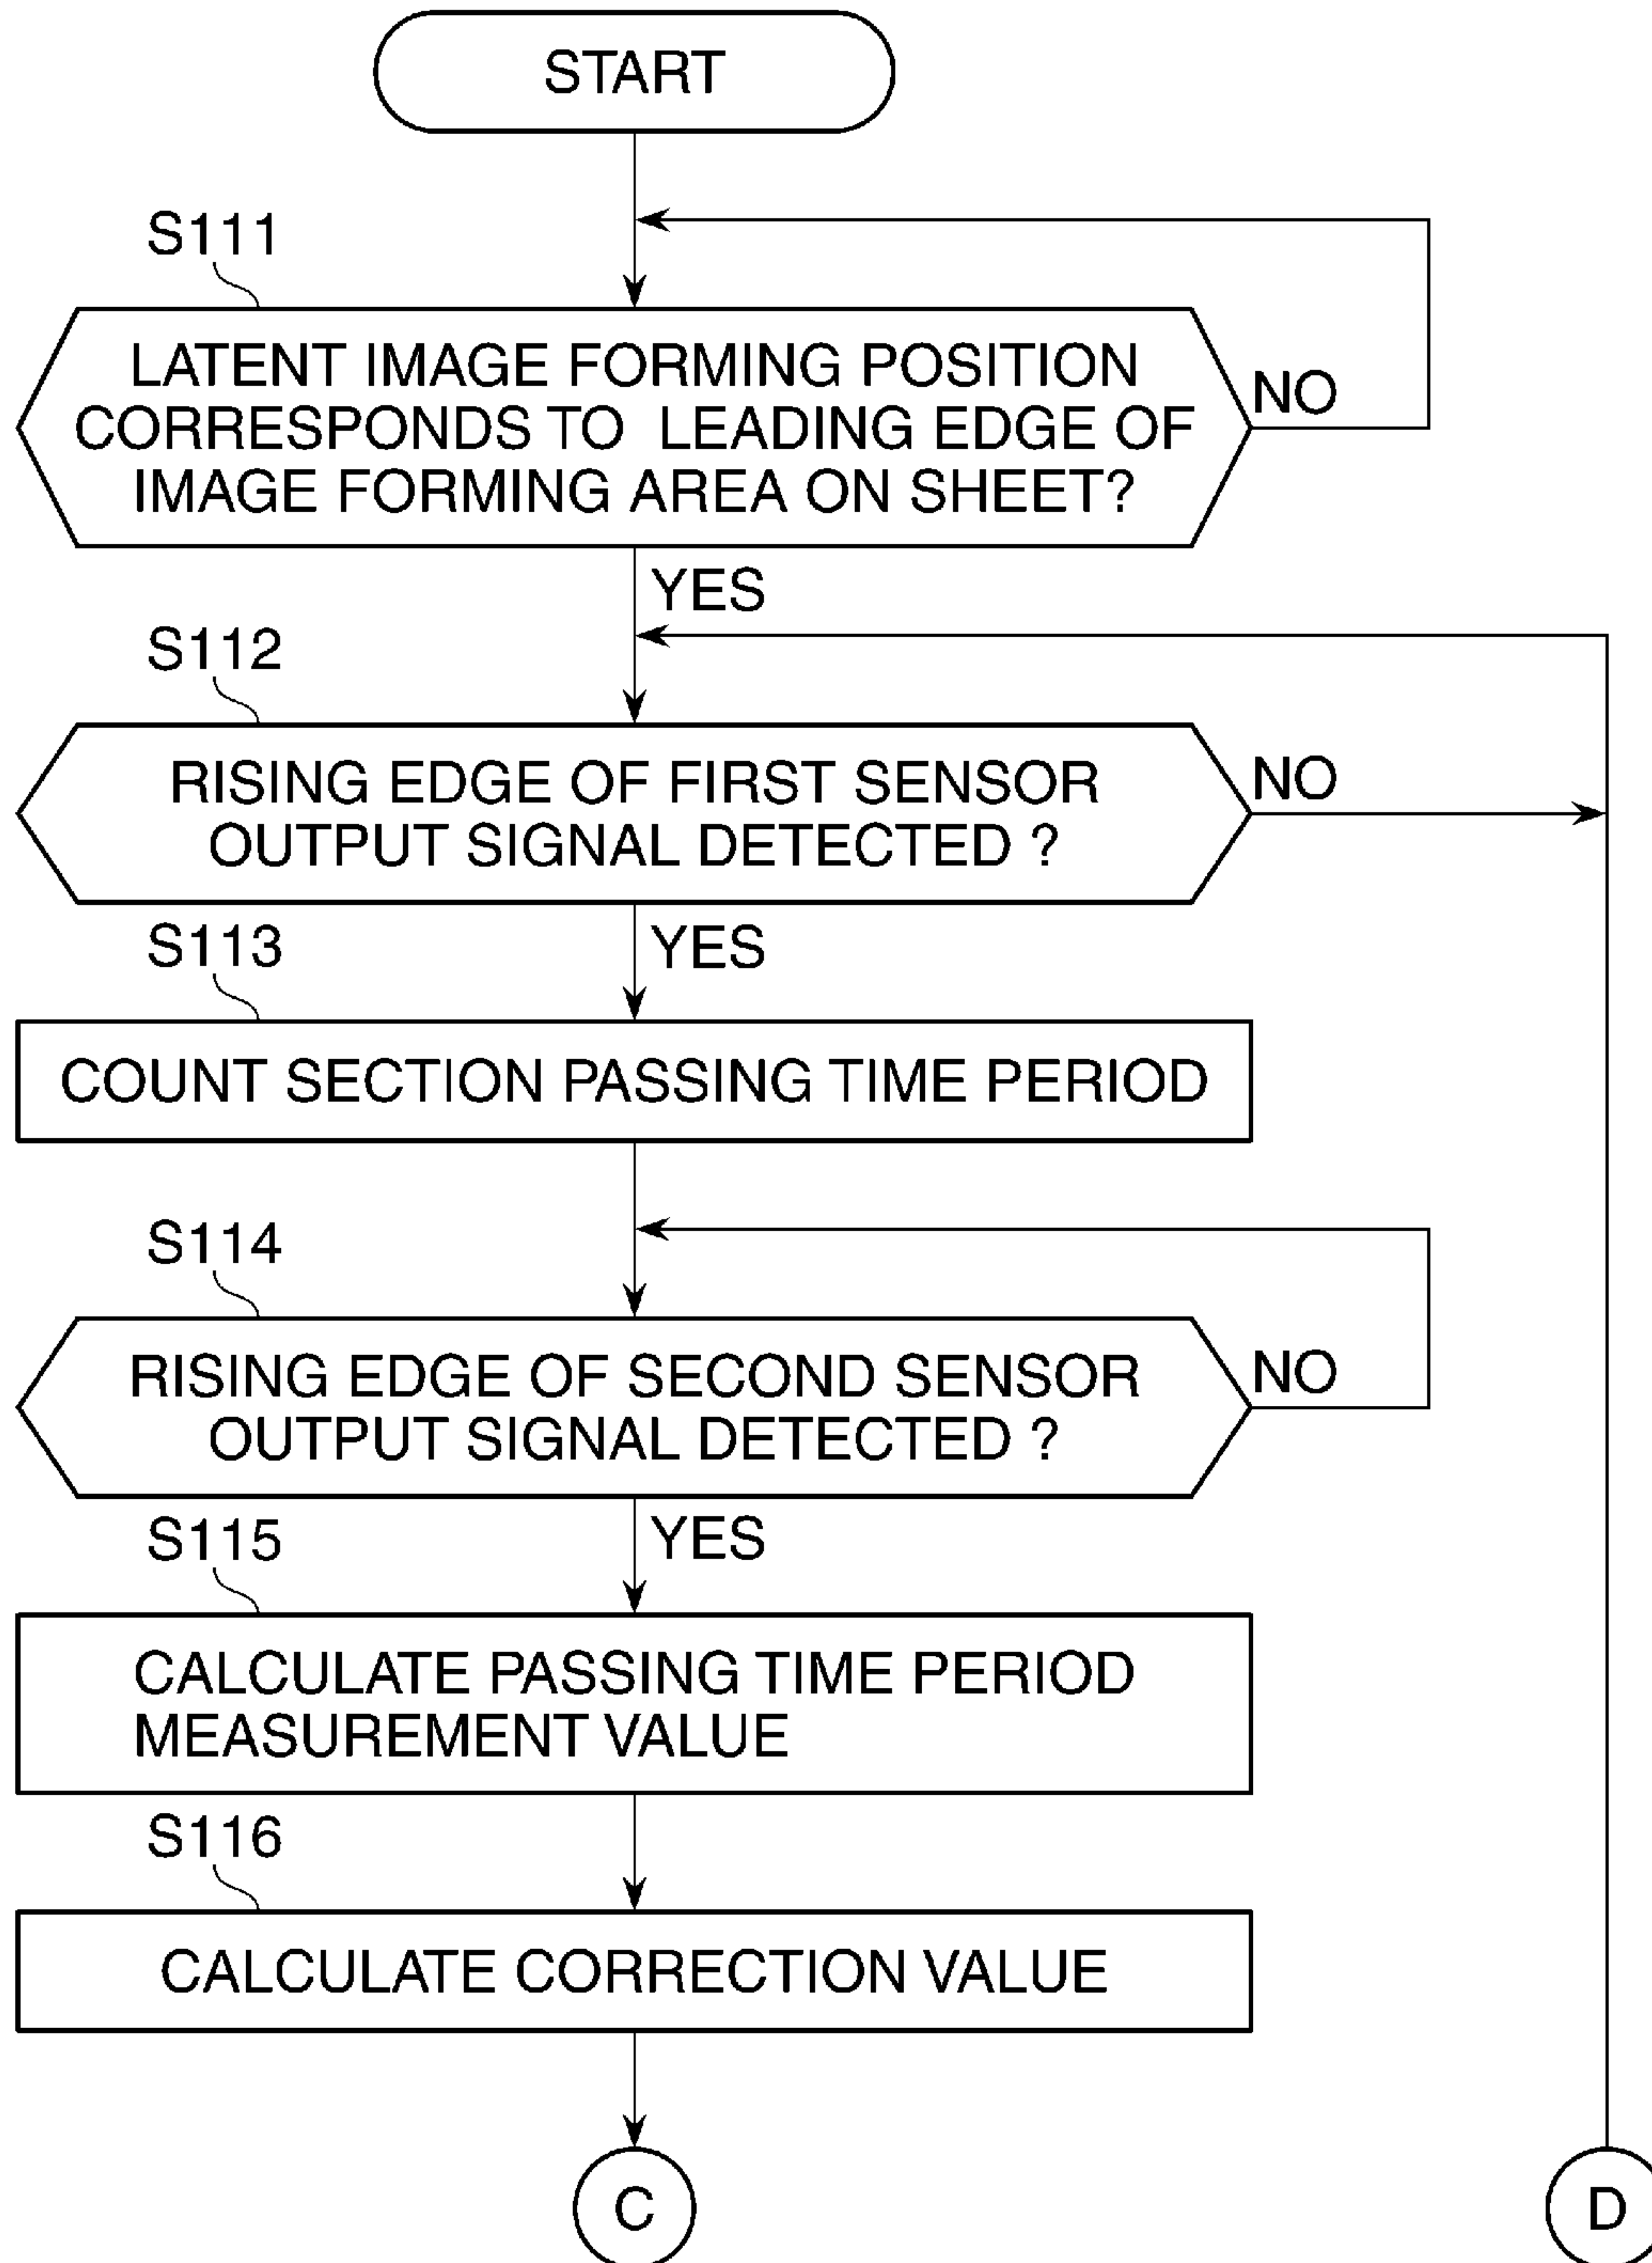 START
S111
LATENT IMAGE FORMING POSITION
CORRESPONDS TO LEADING EDGE OF
IMAGE FORMING AREA ON SHEET?
NO
YES
S112
RISING EDGE OF FIRST SENSOR
OUTPUT SIGNAL DETECTED ?
NO
YES
S113
COUNT SECTION PASSING TIME PERIOD
S114
RISING EDGE OF SECOND SENSOR
OUTPUT SIGNAL DETECTED ?
NO
YES
S115
CALCULATE PASSING TIME PERIOD
MEASUREMENT VALUE
S116
CALCULATE CORRECTION VALUE
C
D